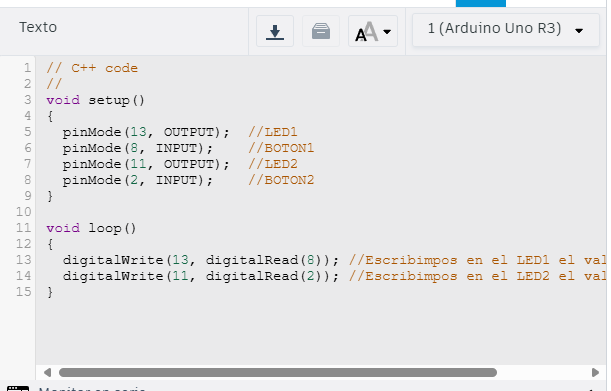 Texto
1 (Arduino Uno R3)
1 // C++ code
2 //
3 void setup()
4 {
5   pinMode(13, OUTPUT);  //LED1
6   pinMode(8, INPUT);    //BOTON1
7   pinMode(11, OUTPUT);  //LED2
8   pinMode(2, INPUT);    //BOTON2
9 }
10
11 void loop()
12 {
13   digitalWrite(13, digitalRead(8)); //Escribimpos en el LED1 el val
14   digitalWrite(11, digitalRead(2)); //Escribimpos en el LED2 el val
15 }
Monitor en serie